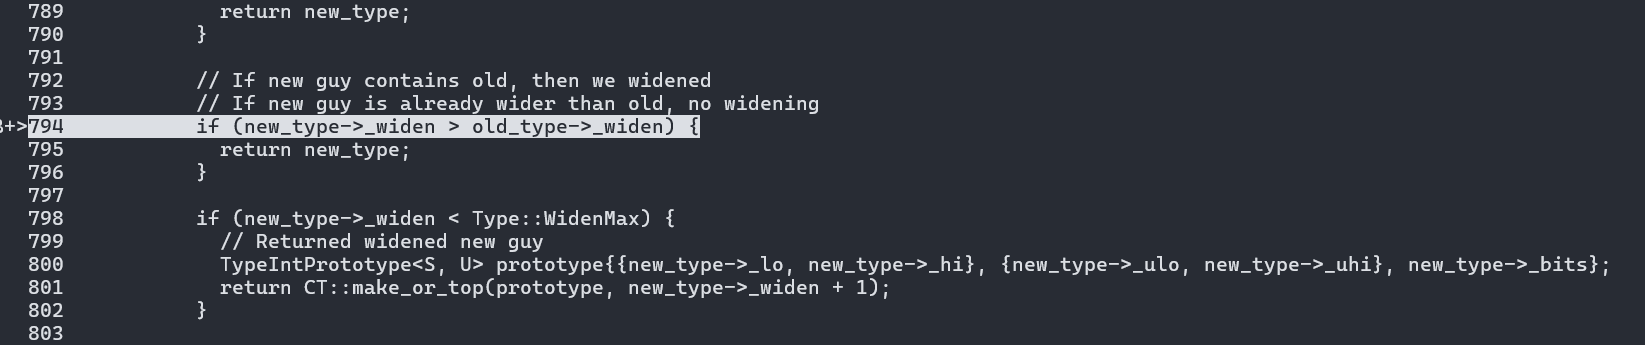 789             return new_type;
790           }
791
792           // If new guy contains old, then we widened
793           // If new guy is already wider than old, no widening
B+>794           if (new_type->_widen > old_type->_widen) {
795             return new_type;
796           }
797
798           if (new_type->_widen < Type::WidenMax) {
799             // Returned widened new guy
800             TypeIntPrototype<S, U> prototype{{new_type->_lo, new_type->_hi}, {new_type->_ulo, new_type->_uhi}, new_type->_bits};
801             return CT::make_or_top(prototype, new_type->_widen + 1);
802           }
803